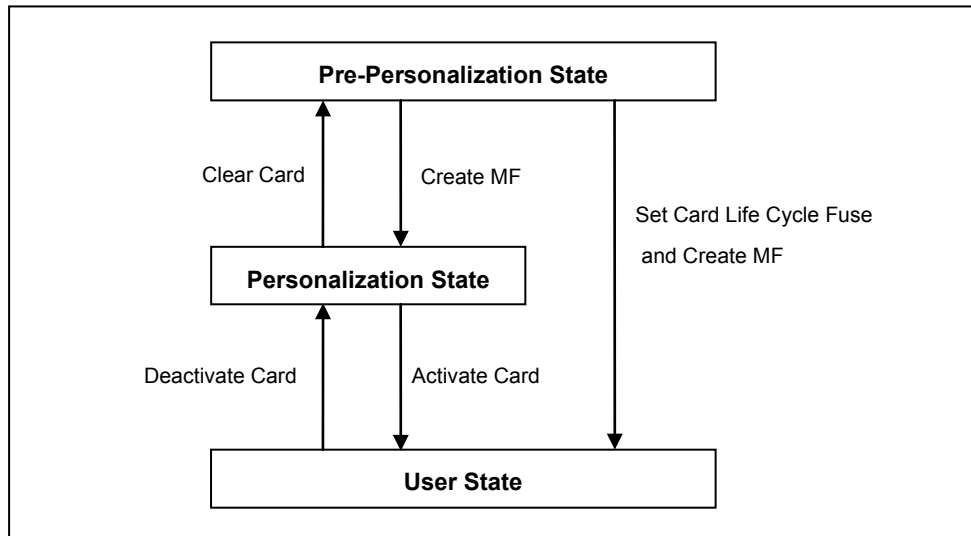 Pre-Personalization State
Clear Card
Create MF
Set Card Life Cycle Fuse
and Create MF
Personalization State
Deactivate Card
Activate Card
User State